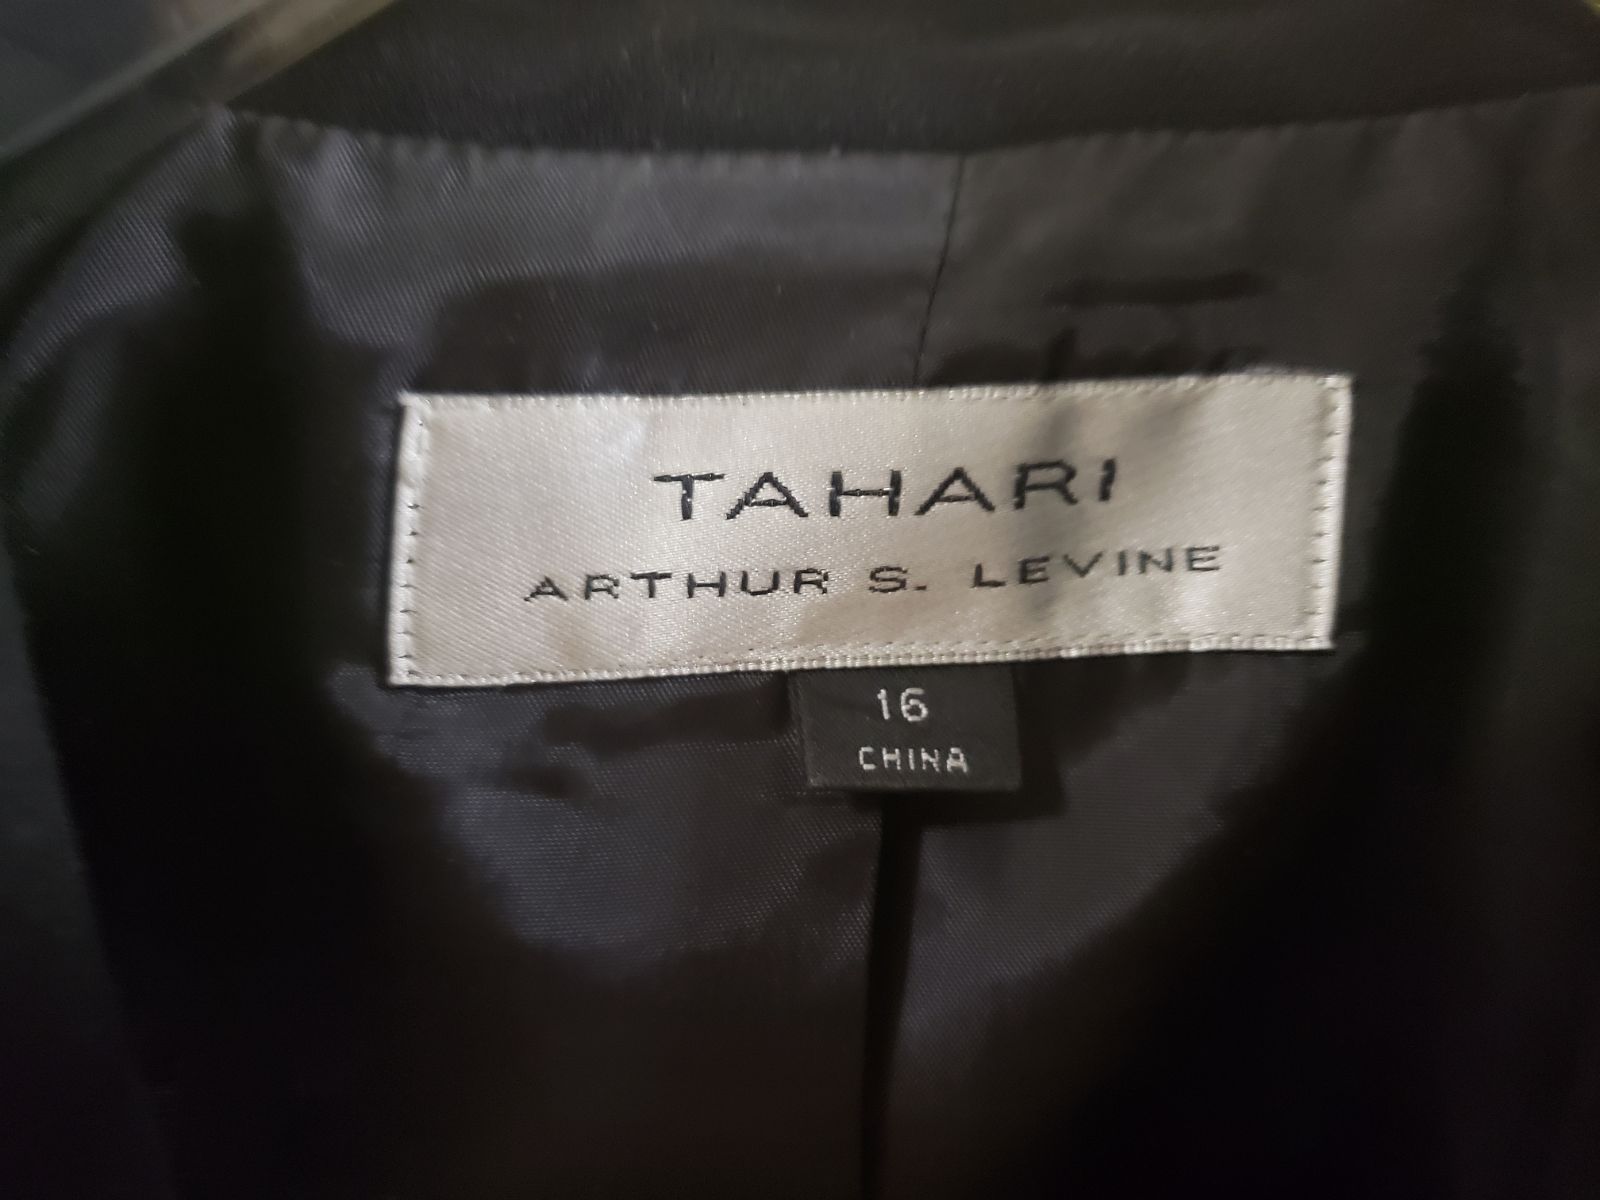 TAHARI
ARTHUR S. LEVINE
16
CHINA